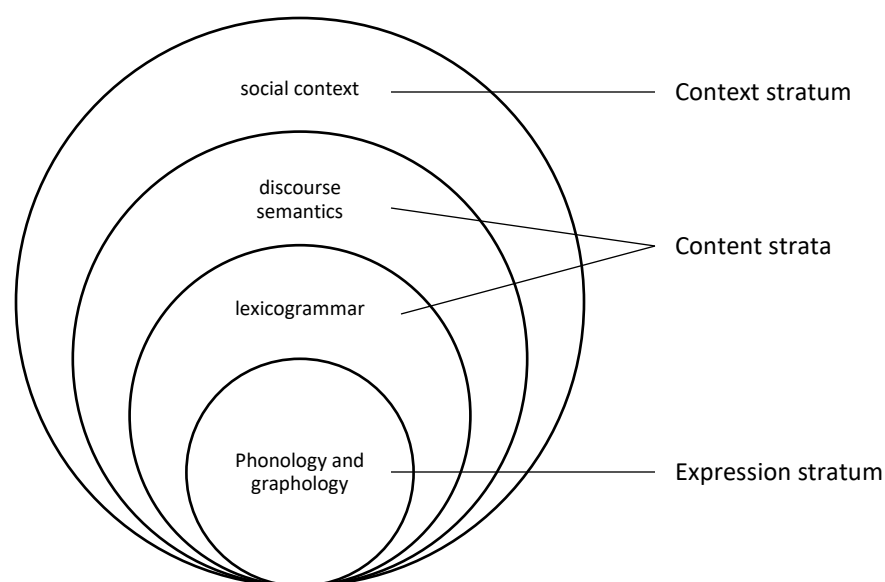 social context
Context stratum
discourse
semantics
Content strata
lexicogrammar
Phonology and
graphology
Expression stratum